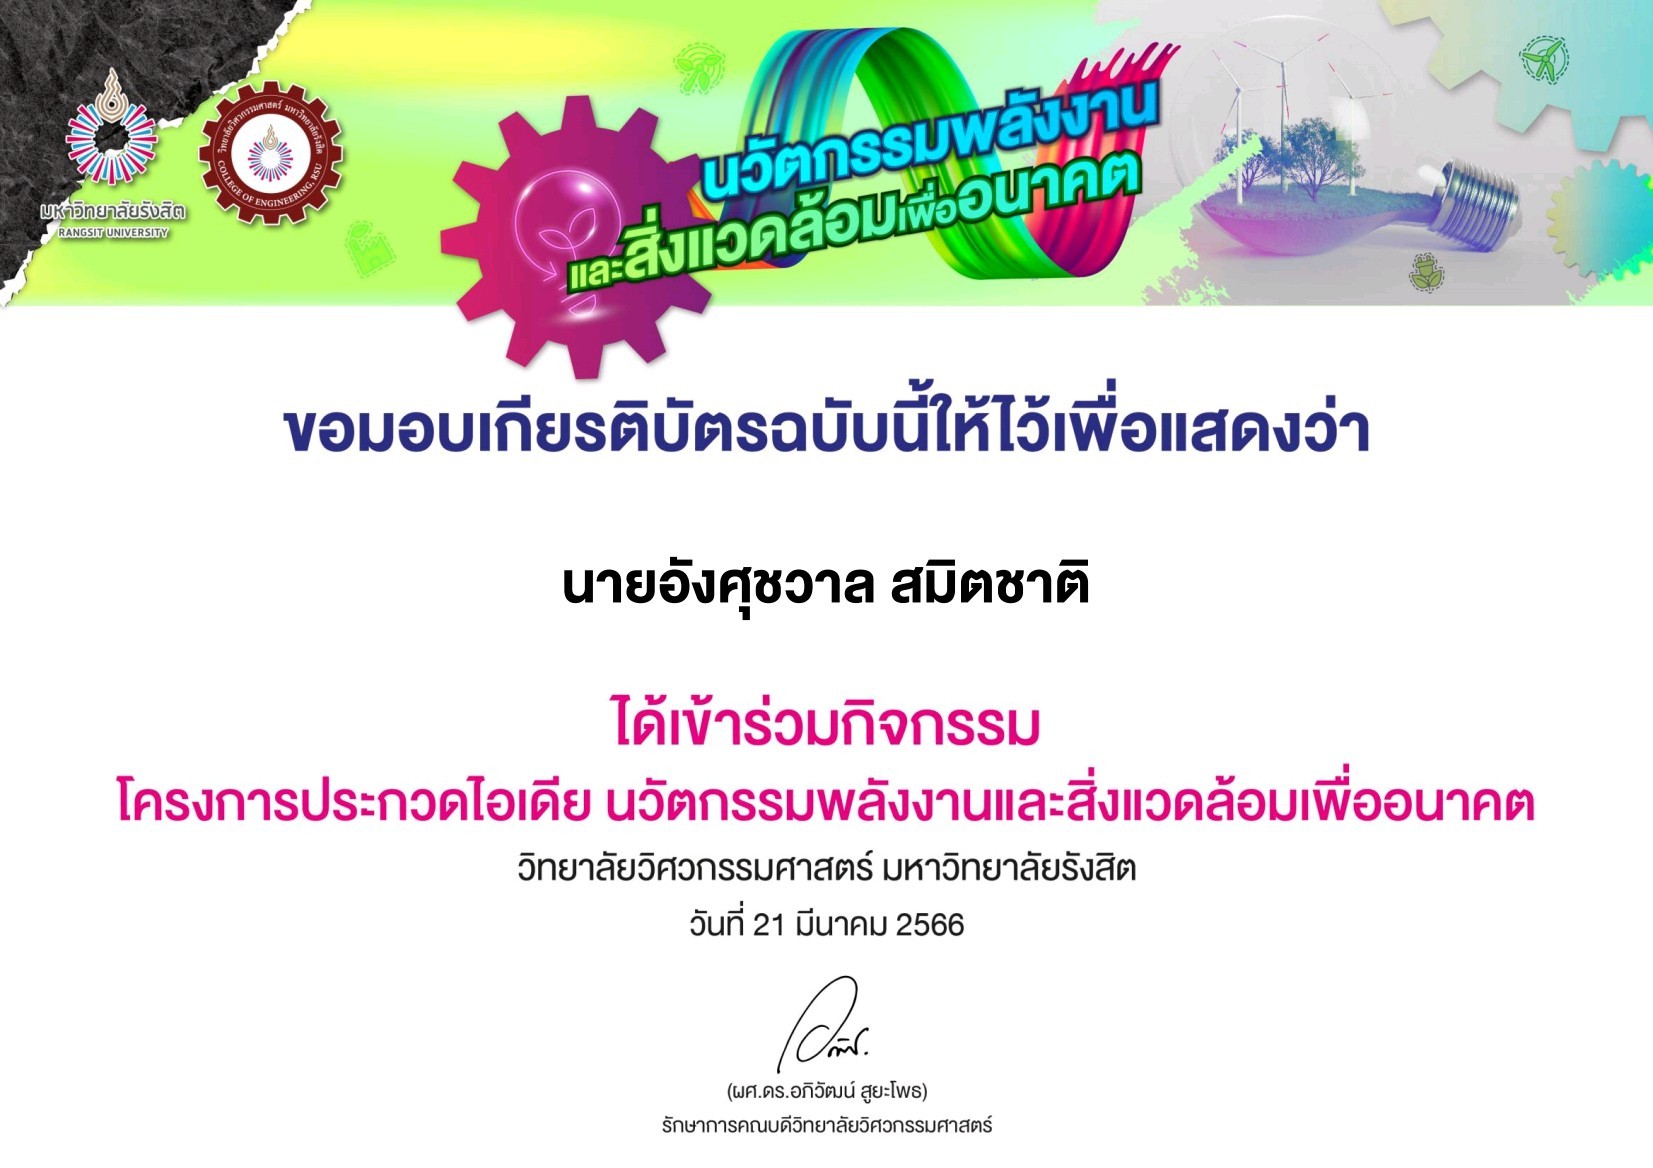 มหาวิทยาลัยรังสิต
RANGSIT UNIVERSITY
วิทยาลัยวิศวกรรมศาสตร์ มหาวิทยาลัยรังสิต
COLLEGE OF ENGINEERING, RSU
นวัตกรรมพลังงาน
และสิ่งแวดล้อมเพื่ออนาคต
ขอมอบเกียรติบัตรฉบับนี้ให้ไว้เพื่อแสดงว่า
นายอังศุชวาล สมิตชาติ
ได้เข้าร่วมกิจกรรม
โครงการประกวดไอเดีย นวัตกรรมพลังงานและสิ่งแวดล้อมเพื่ออนาคต
วิทยาลัยวิศวกรรมศาสตร์ มหาวิทยาลัยรังสิต
วันที่ 21 มีนาคม 2566
(ผศ.ดร.อภิวัฒน์ สูยะโพธ)
รักษาการคณบดีวิทยาลัยวิศวกรรมศาสตร์